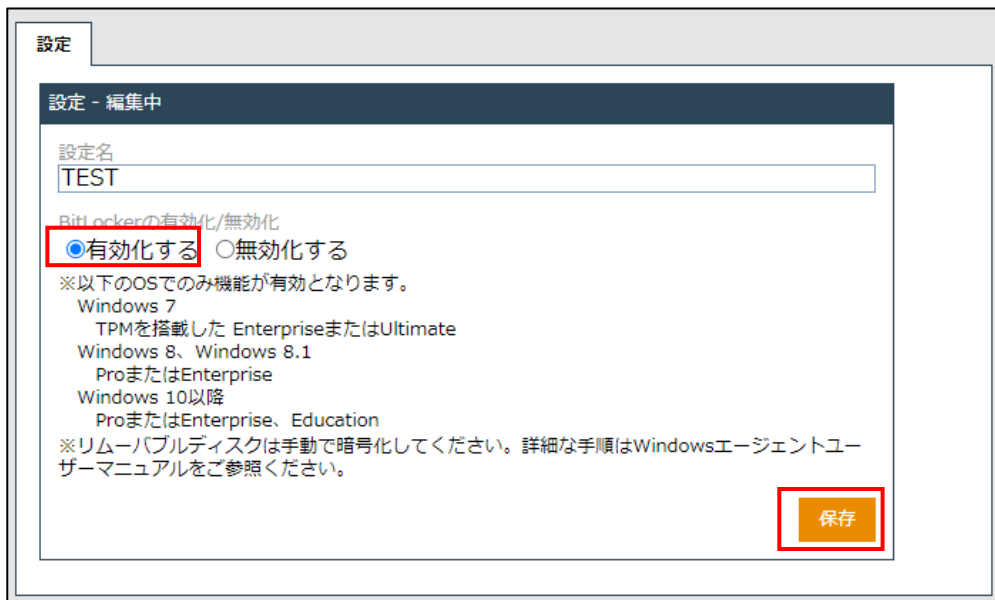 設定
設定 - 編集中
設定名
TEST
BitLockerの有効化/無効化
有効化する 無効化する
※以下のOSでのみ機能が有効となります。
Windows 7
TPMを搭載した EnterpriseまたはUltimate
Windows 8、Windows 8.1
ProまたはEnterprise
Windows 10以降
ProまたはEnterprise、Education
※リムーバブルディスクは手動で暗号化してください。詳細な手順はWindowsエージェントユー
ザーマニュアルをご参照ください。
保存